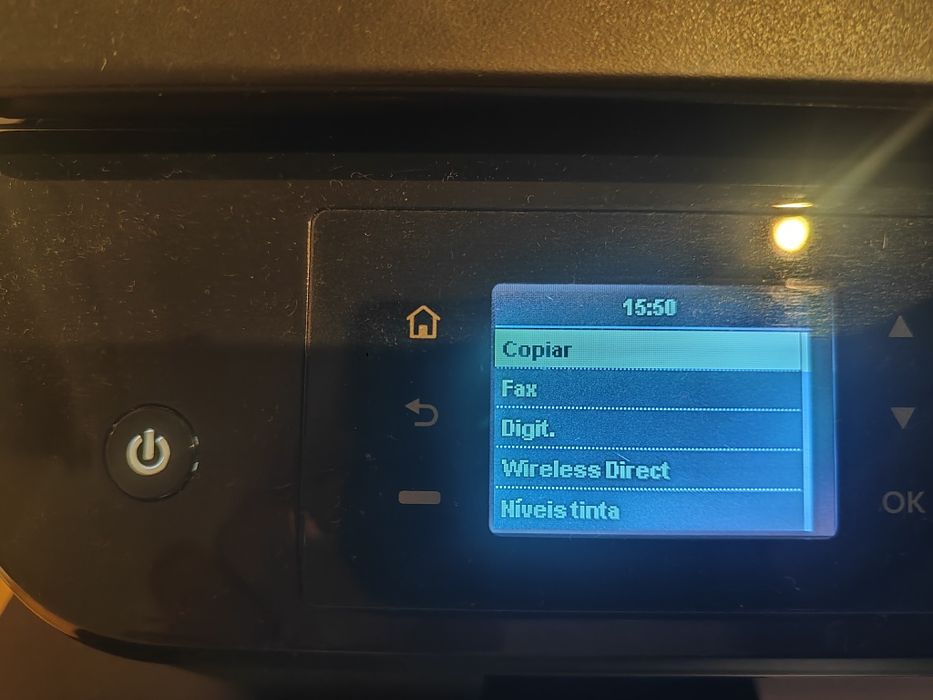 15:50
Copiar
Fax
Digit.
Wireless Direct
Níveis tinta
OK